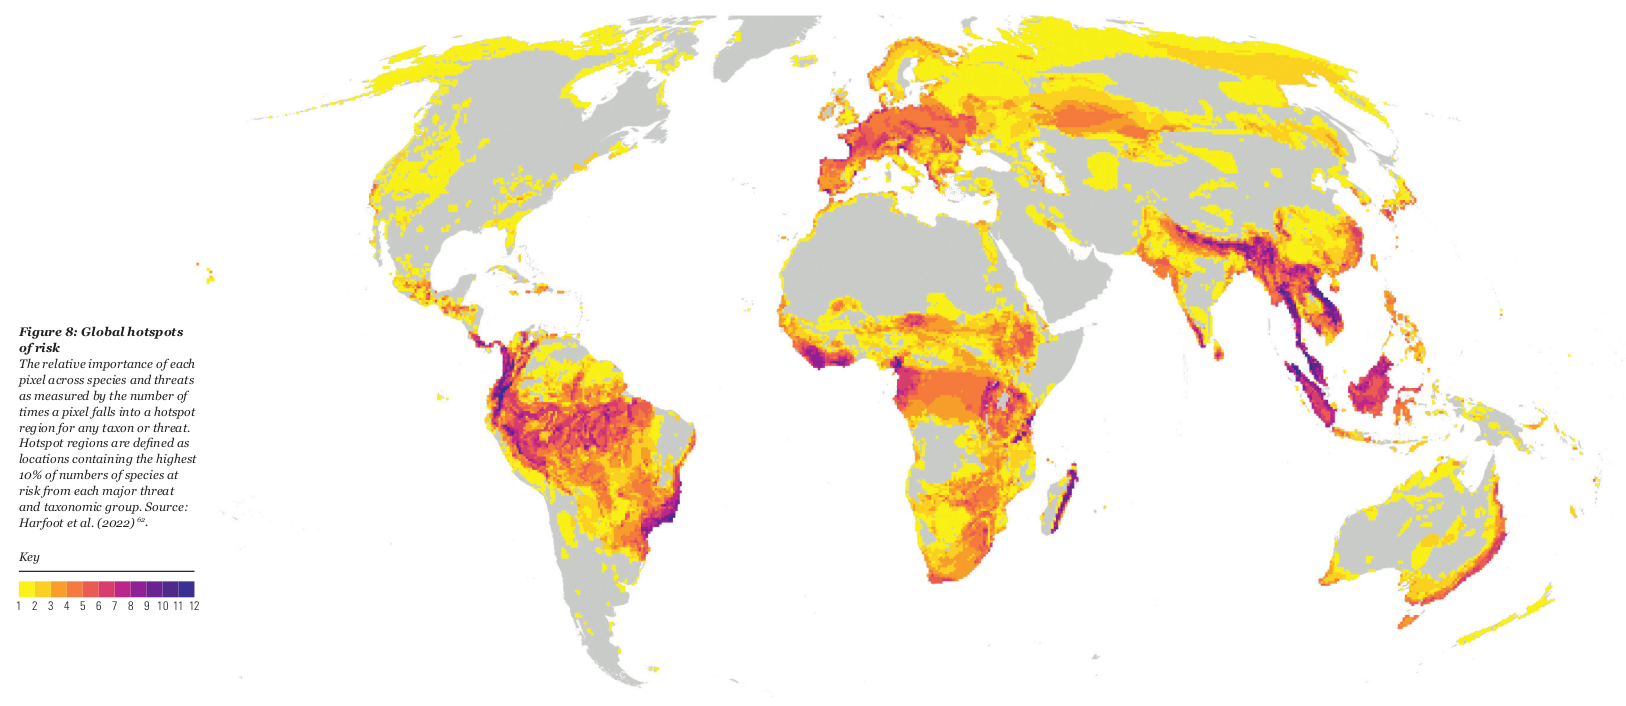 Figure 8: Global hotspots
of risk
The relative importance of each
pixel across species and threats
as measured by the number of
times a pixel falls into a hotspot
region for any taxon or threat.
Hotspot regions are defined as
locations containing the highest
10% of numbers of species at
risk from each major threat
and taxonomic group. Source:
Harfoot et al. (2022) 62.
Key
1 2 3 4 5 6 7 8 9 10 11 12